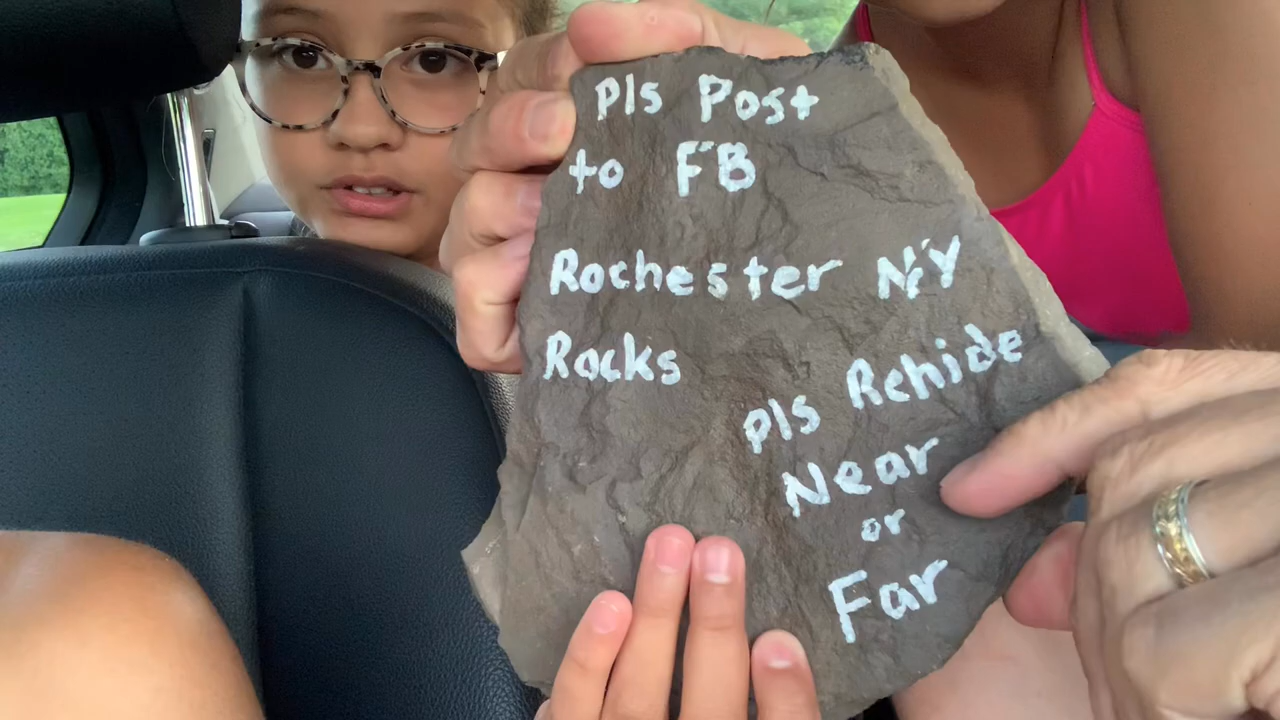 Pls Post
to FB
Rochester NY
Rocks
pls Rehide
Near
or
Far